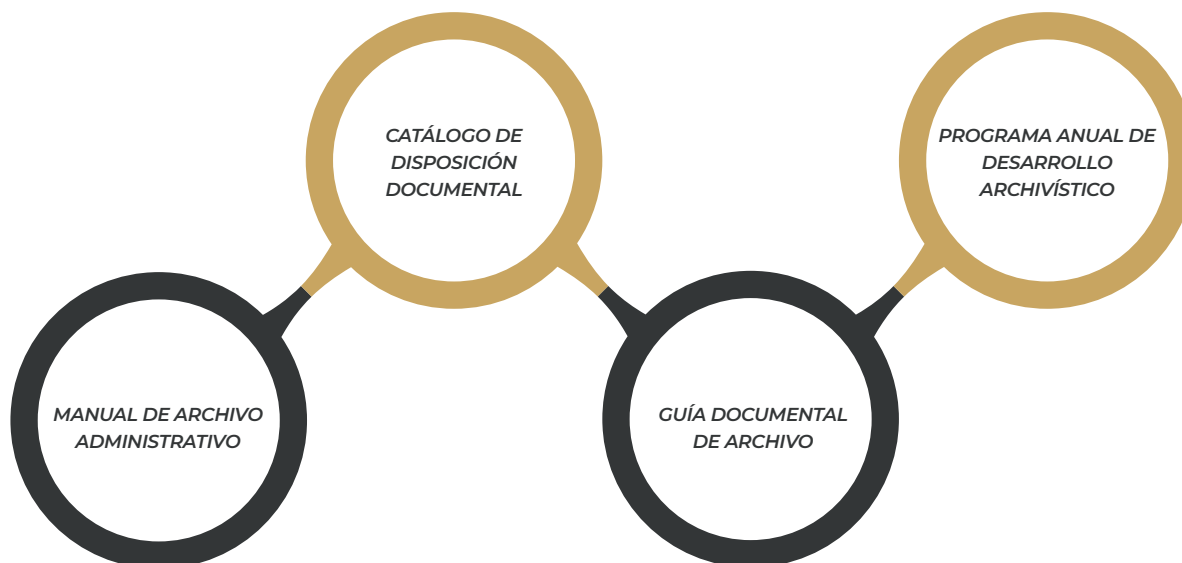 MANUAL DE ARCHIVO
ADMINISTRATIVO
CATÁLOGO DE
DISPOSICIÓN
DOCUMENTAL
GUÍA DOCUMENTAL
DE ARCHIVO
PROGRAMA ANUAL DE
DESARROLLO
ARCHIVÍSTICO